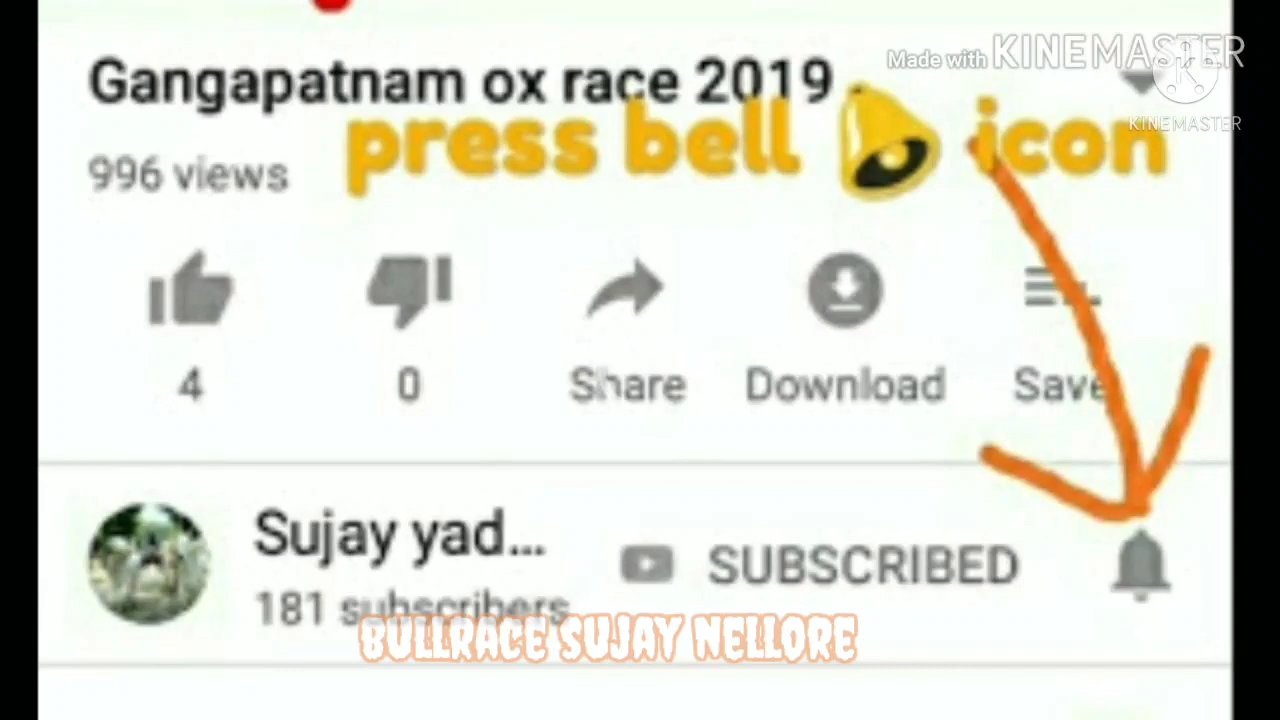 Made with KINEMASTER
KINEMASTER
Gangapatnam ox race 2019
press bell icon
996 views
4 0 Share Download Save
Sujay yad...
SUBSCRIBED
181 subscribers
BULLRACE SUJAY NELLORE